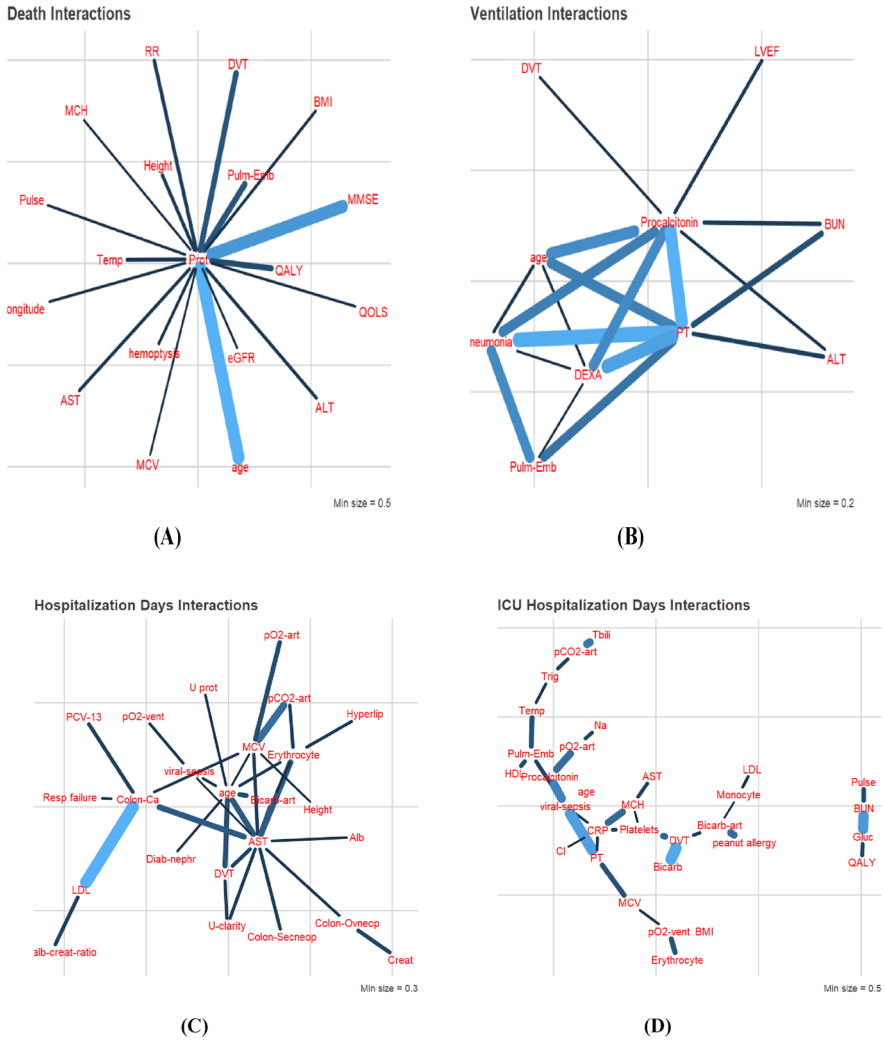 Death Interactions
RR
DVT
BMI
MCH
Height
Pulm-Emb
MMSE
Pulse
Temp
Prot
QALY
ongitude
QOLS
hemoptysis
eGFR
AST
ALT
MCV
age
Min size = 0.5
(A)
Ventilation Interactions
LVEF
DVT
Procalcitonin
BUN
age
PT
neumonia
ALT
DEXA
Pulm-Emb
Min size = 0.2
(B)
Hospitalization Days Interactions
pO2-art
U prot
pCO2-art
PCV-13
pO2-vent
Hyperlip
MCV
Erythrocyte
viral-sepsis
Resp failure
Colon-Ca
age
Bicarb-art
Height
AST
Alb
Diab-nephr
DVT
LDL
U-clarity
Colon-Ovneop
Colon-Secneop
alb-creat-ratio
Creat
Min size = 0.3
(C)
ICU Hospitalization Days Interactions
Tbili
pCO2-art
Trig
Temp
Na
pO2-art
Pulm-Emb
HDL
Procalcitonin
AST
LDL
Pulse
age
Monocyte
viral-sepsis
MCH
BUN
CRP
Platelets
Bicarb-art
DVT
peanut allergy
Gluc
PT
Bicarb
QALY
MCV
pO2-vent
BMI
Erythrocyte
Min size = 0.5
(D)